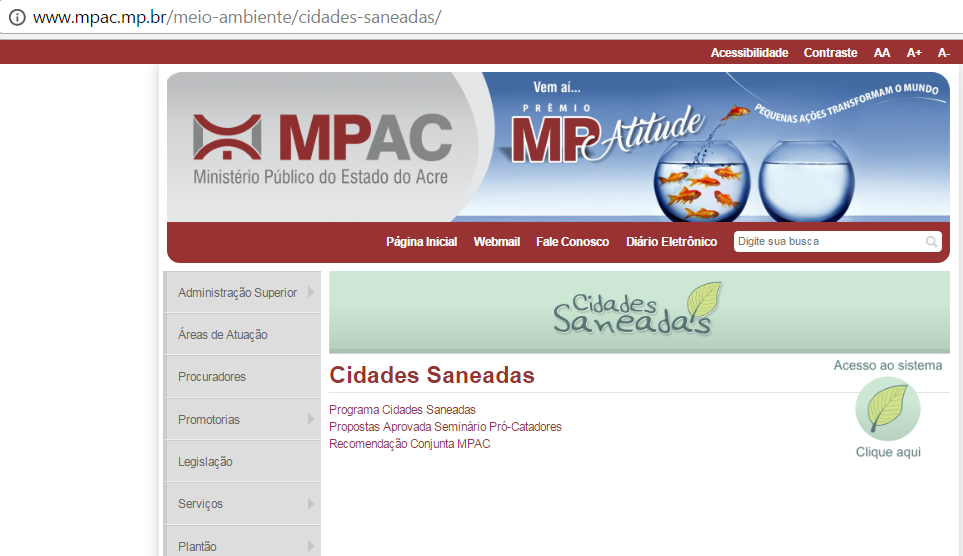 www.mpac.mp.br/meio-ambiente/cidades-saneadas/
Acessibilidade Contraste AA A+ A-
MPAC
Ministério Público do Estado do Acre
Vem aí...
PRÊMIO
MPAtitude
PEQUENAS AÇÕES TRANSFORMAM O MUNDO
Página Inicial Webmail Fale Conosco Diário Eletrônico Digite sua busca
Administração Superior
Áreas de Atuação
Procuradores
Promotorias
Legislação
Serviços
Plantão
Cidades
Saneadas
Cidades Saneadas
Programa Cidades Saneadas
Propostas Aprovada Seminário Pró-Catadores
Recomendação Conjunta MPAC
Acesso ao sistema
Clique aqui